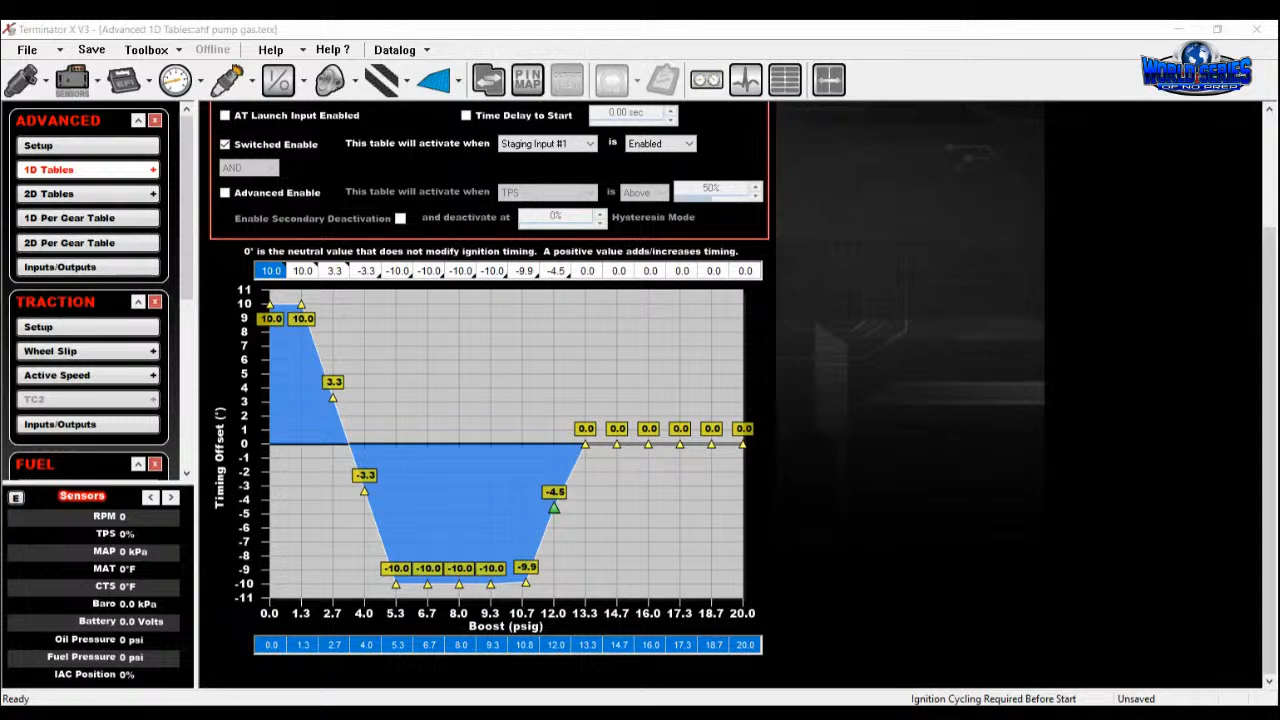 Terminator X V3 - [Advanced 1D Tables::ahf pump gas.terx]
File Save Toolbox Offline Help Help ? Datalog
SENSORS PIN MAP
WORLD SERIES
OF NO PREP
ADVANCED
Setup
1D Tables +
2D Tables +
1D Per Gear Table
2D Per Gear Table
Inputs/Outputs
TRACTION
Setup
Wheel Slip +
Active Speed +
TC2 +
Inputs/Outputs
FUEL
E Sensors < >
RPM 0
TPS 0%
MAP 0 kPa
MAT 0°F
CTS 0°F
Baro 0.0 kPa
Battery 0.0 Volts
Oil Pressure 0 psi
Fuel Pressure 0 psi
IAC Position 0%
AT Launch Input Enabled Time Delay to Start 0.00 sec
Switched Enable This table will activate when Staging Input #1 is Enabled
AND
Advanced Enable This table will activate when TPS is Above 50%
Enable Secondary Deactivation and deactivate at 0% Hysteresis Mode
0° is the neutral value that does not modify ignition timing. A positive value adds/increases timing.
10.0 10.0 3.3 -3.3 -10.0 -10.0 -10.0 -10.0 -9.9 -4.5 0.0 0.0 0.0 0.0 0.0 0.0
Timing Offset (°)
11
10
9
8
7
6
5
4
3
2
1
0
-1
-2
-3
-4
-5
-6
-7
-8
-9
-10
-11
10.0 10.0 3.3 -3.3 -10.0 -10.0 -10.0 -10.0 -9.9 -4.5 0.0 0.0 0.0 0.0 0.0 0.0
0.0 1.3 2.7 4.0 5.3 6.7 8.0 9.3 10.7 12.0 13.3 14.7 16.0 17.3 18.7 20.0
Boost (psig)
0.0 1.3 2.7 4.0 5.3 6.7 8.0 9.3 10.8 12.0 13.3 14.7 16.0 17.3 18.7 20.0
Ready Ignition Cycling Required Before Start Unsaved